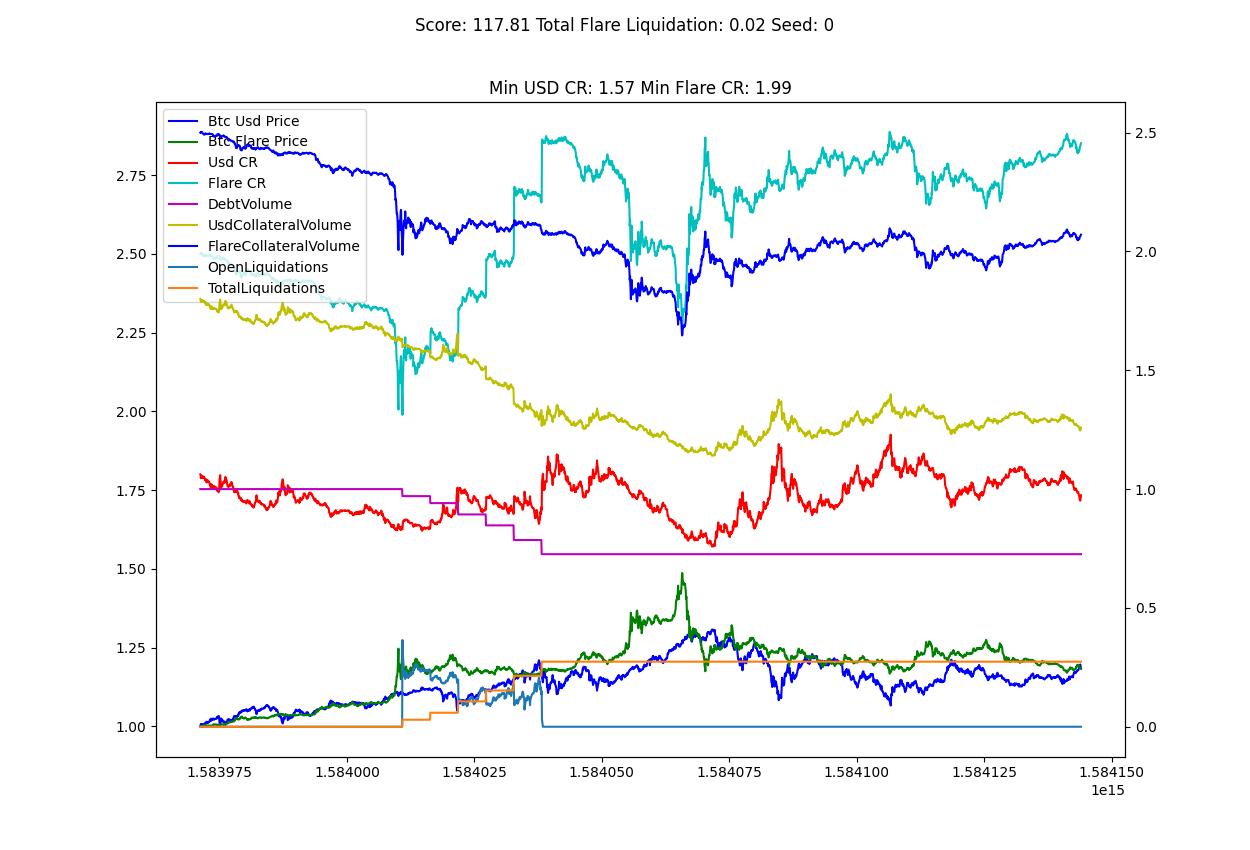 Score: 117.81 Total Flare Liquidation: 0.02 Seed: 0
Min USD CR: 1.57 Min Flare CR: 1.99
Btc Usd Price
Btc Flare Price
Usd CR
Flare CR
DebtVolume
UsdCollateralVolume
FlareCollateralVolume
OpenLiquidations
TotalLiquidations
2.75
2.50
2.25
2.00
1.75
1.50
1.25
1.00
2.5
2.0
1.5
1.0
0.5
0.0
1.583975 1.584000 1.584025 1.584050 1.584075 1.584100 1.584125 1.584150
1e15